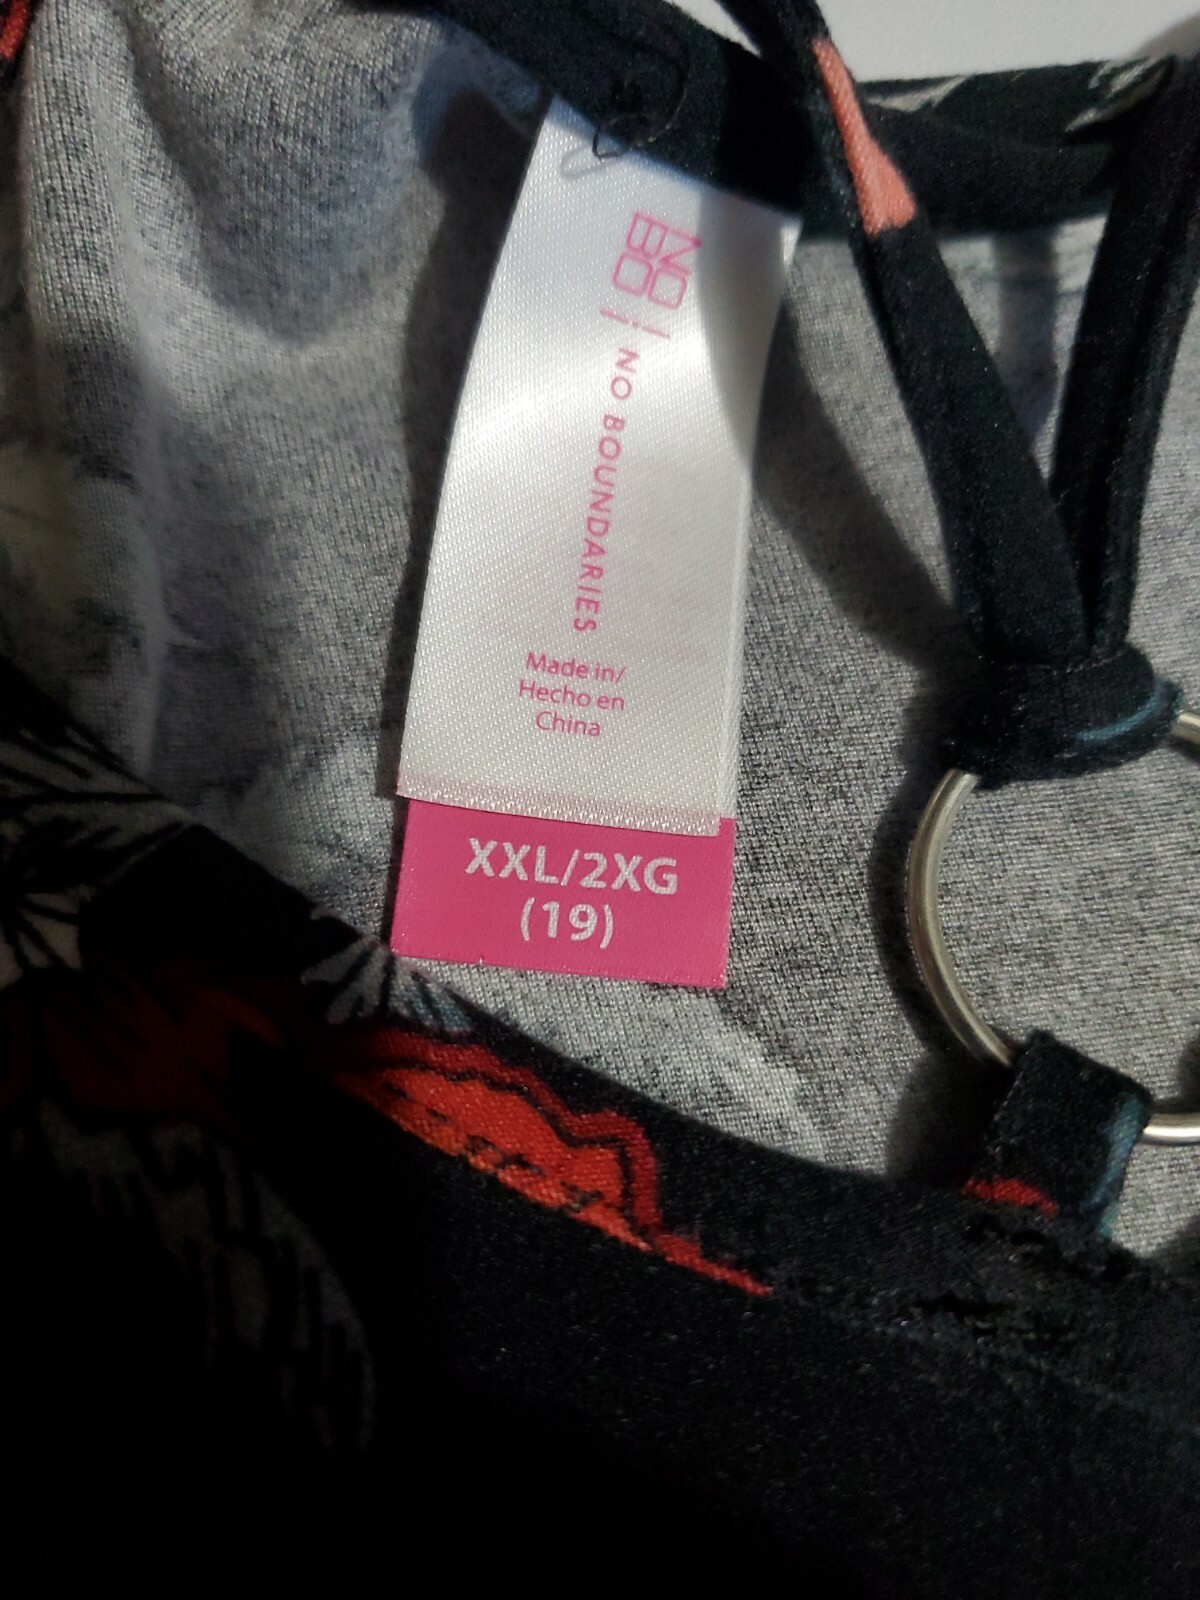 NO
BO
NO BOUNDARIES
Made in/
Hecho en
China
XXL/2XG
(19)